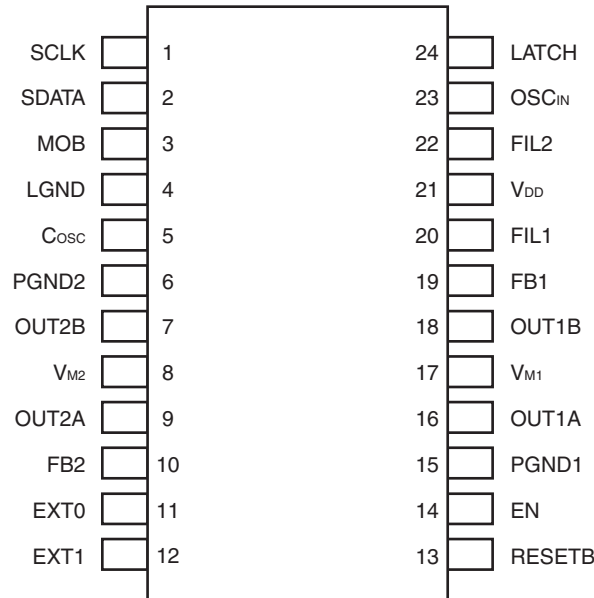 SCLK 1 24 LATCH
SDATA 2 23 OSCIN
MOB 3 22 FIL2
LGND 4 21 VDD
COSC 5 20 FIL1
PGND2 6 19 FB1
OUT2B 7 18 OUT1B
VM2 8 17 VM1
OUT2A 9 16 OUT1A
FB2 10 15 PGND1
EXT0 11 14 EN
EXT1 12 13 RESETB